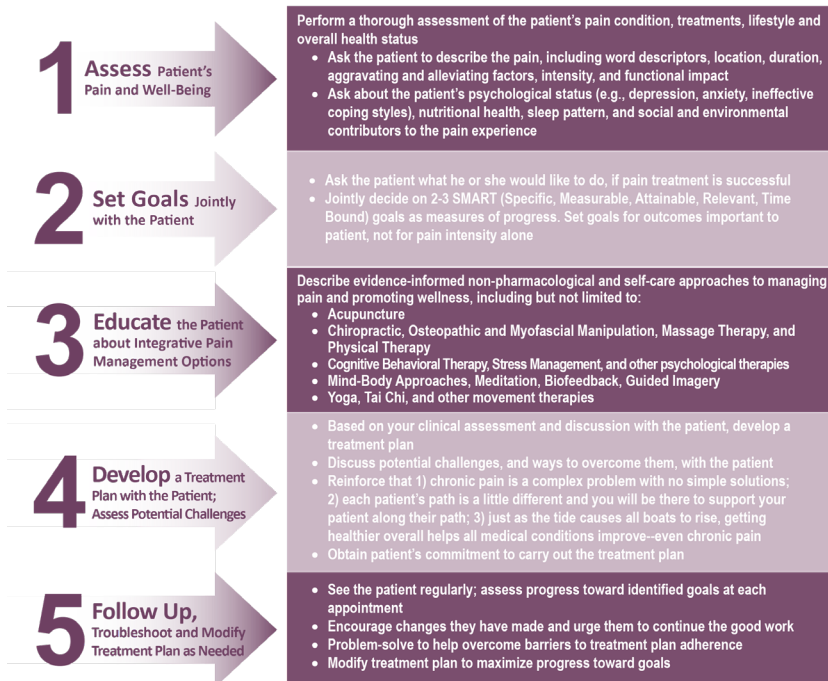 1 Assess Patient's
Pain and Well-Being
Perform a thorough assessment of the patient's pain condition, treatments, lifestyle and
overall health status
• Ask the patient to describe the pain, including word descriptors, location, duration,
aggravating and alleviating factors, intensity, and functional impact
• Ask about the patient's psychological status (e.g., depression, anxiety, ineffective
coping styles), nutritional health, sleep pattern, and social and environmental
contributors to the pain experience
2 Set Goals Jointly
with the Patient
• Ask the patient what he or she would like to do, if pain treatment is successful
• Jointly decide on 2-3 SMART (Specific, Measurable, Attainable, Relevant, Time
Bound) goals as measures of progress. Set goals for outcomes important to
patient, not for pain intensity alone
3 Educate the Patient
about Integrative Pain
Management Options
Describe evidence-informed non-pharmacological and self-care approaches to managing
pain and promoting wellness, including but not limited to:
• Acupuncture
• Chiropractic, Osteopathic and Myofascial Manipulation, Massage Therapy, and
Physical Therapy
• Cognitive Behavioral Therapy, Stress Management, and other psychological therapies
• Mind-Body Approaches, Meditation, Biofeedback, Guided Imagery
• Yoga, Tai Chi, and other movement therapies
4 Develop a Treatment
Plan with the Patient;
Assess Potential Challenges
• Based on your clinical assessment and discussion with the patient, develop a
treatment plan
• Discuss potential challenges, and ways to overcome them, with the patient
• Reinforce that 1) chronic pain is a complex problem with no simple solutions;
2) each patient's path is a little different and you will be there to support your
patient along their path; 3) just as the tide causes all boats to rise, getting
healthier overall helps all medical conditions improve--even chronic pain
• Obtain patient's commitment to carry out the treatment plan
5 Follow Up,
Troubleshoot and Modify
Treatment Plan as Needed
• See the patient regularly; assess progress toward identified goals at each
appointment
• Encourage changes they have made and urge them to continue the good work
• Problem-solve to help overcome barriers to treatment plan adherence
• Modify treatment plan to maximize progress toward goals